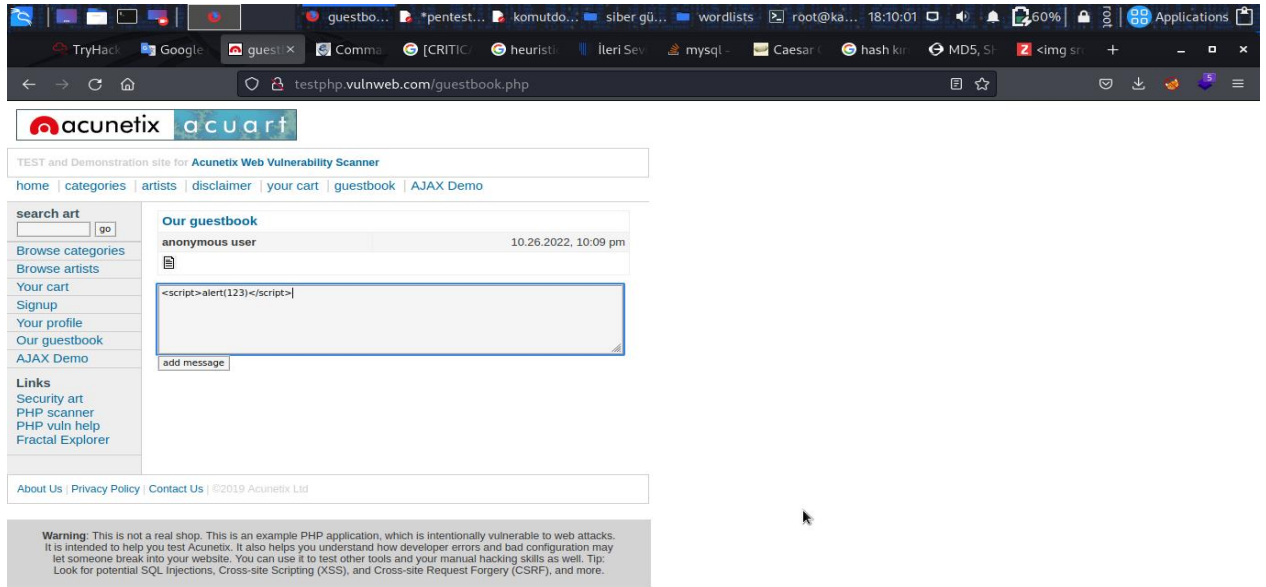 guestbo... *pentest... komutdo... siber gü... wordlists root@ka... 18:10:01 60% root Applications
TryHack Google guest × Comma [CRITIC heuristi İleri Sev mysql - Caesar hash kır MD5, SH <img sr +
testphp.vulnweb.com/guestbook.php 5
acunetix acuart
TEST and Demonstration site for Acunetix Web Vulnerability Scanner
home | categories | artists | disclaimer | your cart | guestbook | AJAX Demo
search art
go
Browse categories
Browse artists
Your cart
Signup
Your profile
Our guestbook
AJAX Demo
Links
Security art
PHP scanner
PHP vuln help
Fractal Explorer
Our guestbook
anonymous user 10.26.2022, 10:09 pm
<script>alert(123)</script>
add message
About Us | Privacy Policy | Contact Us | ©2019 Acunetix Ltd
Warning: This is not a real shop. This is an example PHP application, which is intentionally vulnerable to web attacks.
It is intended to help you test Acunetix. It also helps you understand how developer errors and bad configuration may
let someone break into your website. You can use it to test other tools and your manual hacking skills as well. Tip:
Look for potential SQL Injections, Cross-site Scripting (XSS), and Cross-site Request Forgery (CSRF), and more.